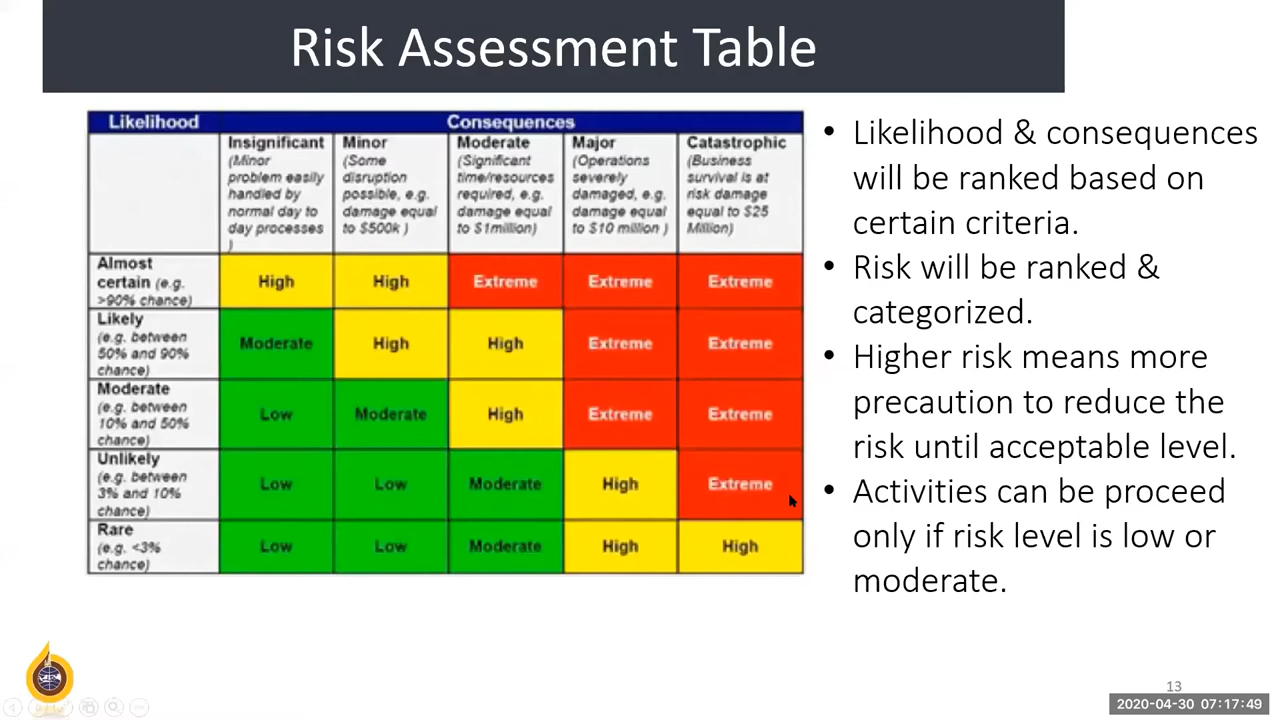 Risk Assessment Table
Likelihood
Consequences
Insignificant
(Minor
problem easily
handled by
normal day to
day processes
)
Minor
(Some
disruption
possible, e.g.
damage equal
to $500k )
Moderate
(Significant
time/resources
required, e.g.
damage equal
to $1million)
Major
(Operations
severely
damaged, e.g.
damage equal
to $10 million )
Catastrophic
(Business
survival is at
risk damage
equal to $25
Million)
Almost
certain (e.g.
>90% chance)
High
High
Extreme
Extreme
Extreme
Likely
(e.g. between
50% and 90%
chance)
Moderate
High
High
Extreme
Extreme
Moderate
(e.g. between
10% and 50%
chance)
Low
Moderate
High
Extreme
Extreme
Unlikely
(e.g. between
3% and 10%
chance)
Low
Low
Moderate
High
Extreme
Rare
(e.g. <3%
chance)
Low
Low
Moderate
High
High
• Likelihood & consequences
will be ranked based on
certain criteria.
• Risk will be ranked &
categorized.
• Higher risk means more
precaution to reduce the
risk until acceptable level.
• Activities can be proceed
only if risk level is low or
moderate.
13
2020-04-30 07:17:49